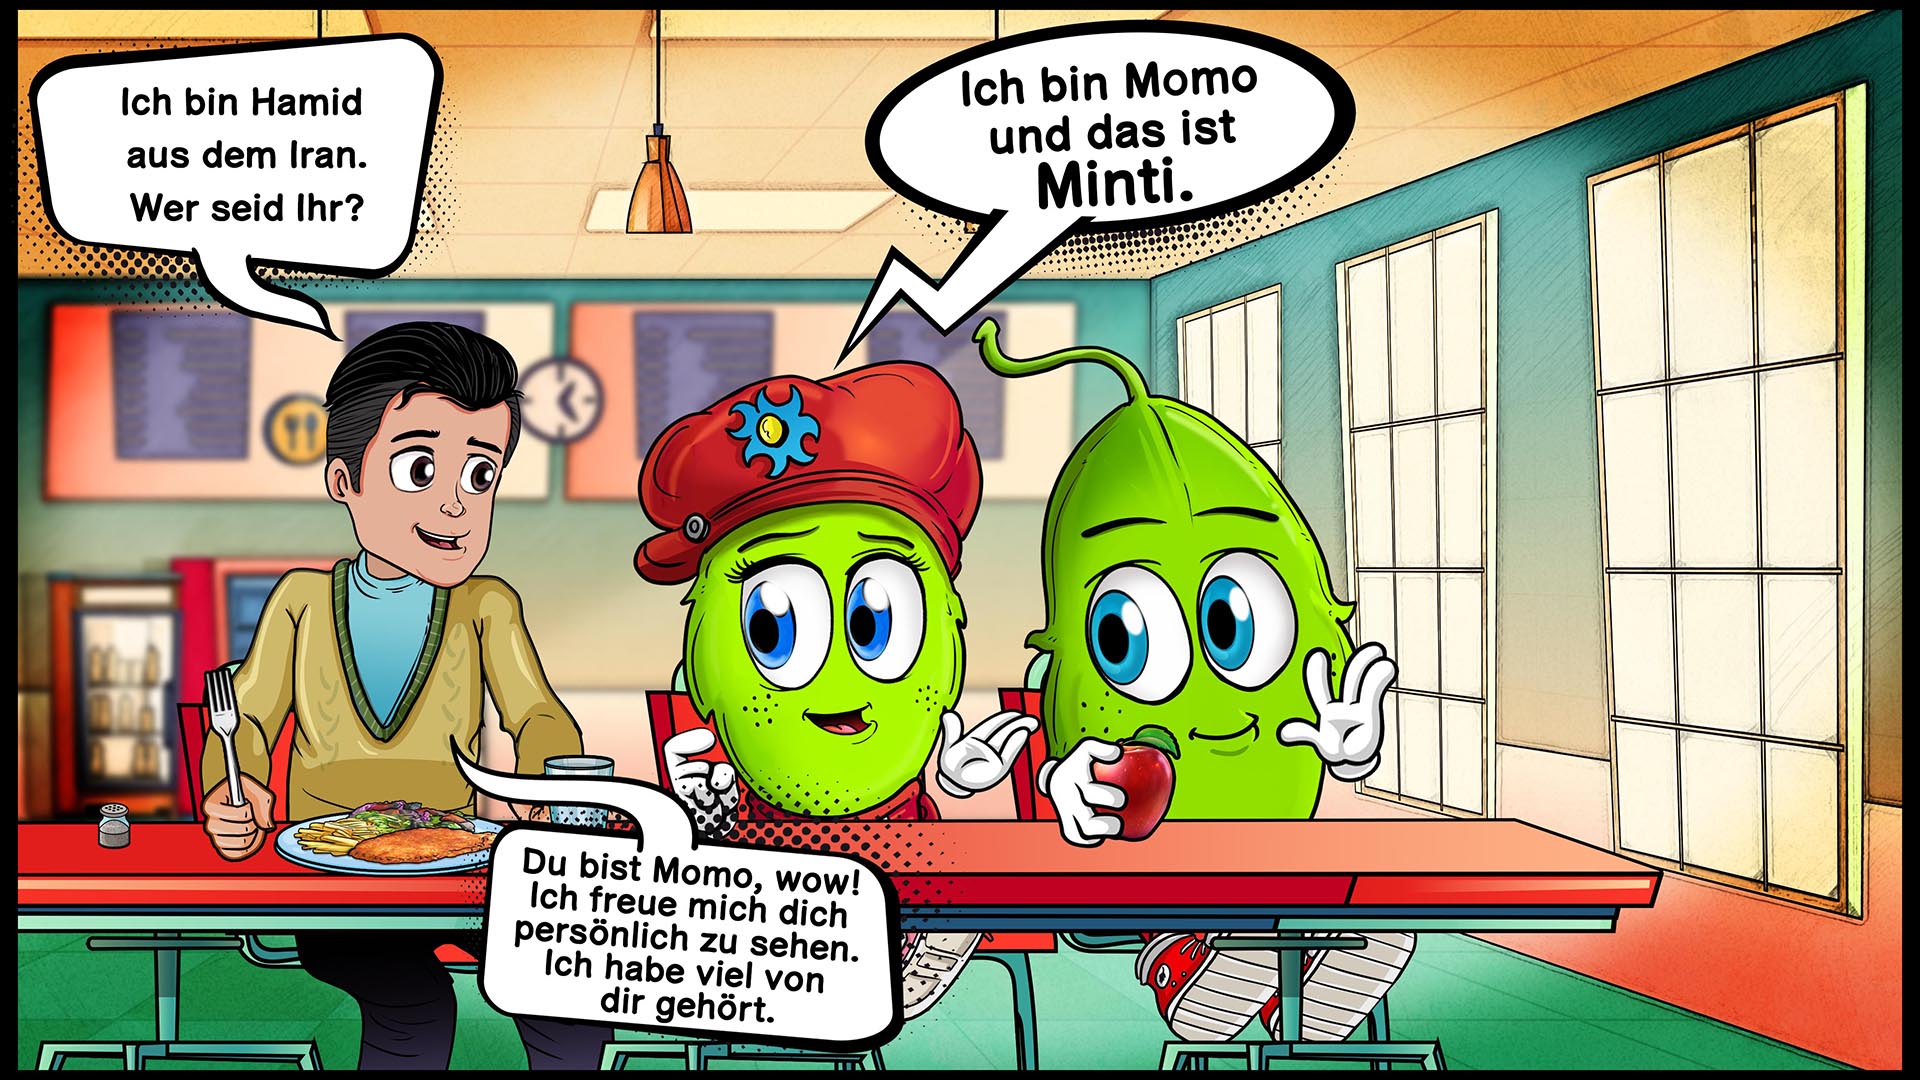 Ich bin Hamid
aus dem Iran.
Wer seid Ihr?
Ich bin Momo
und das ist
Minti.
Du bist Momo, wow!
Ich freue mich dich
persönlich zu sehen.
Ich habe viel von
dir gehört.